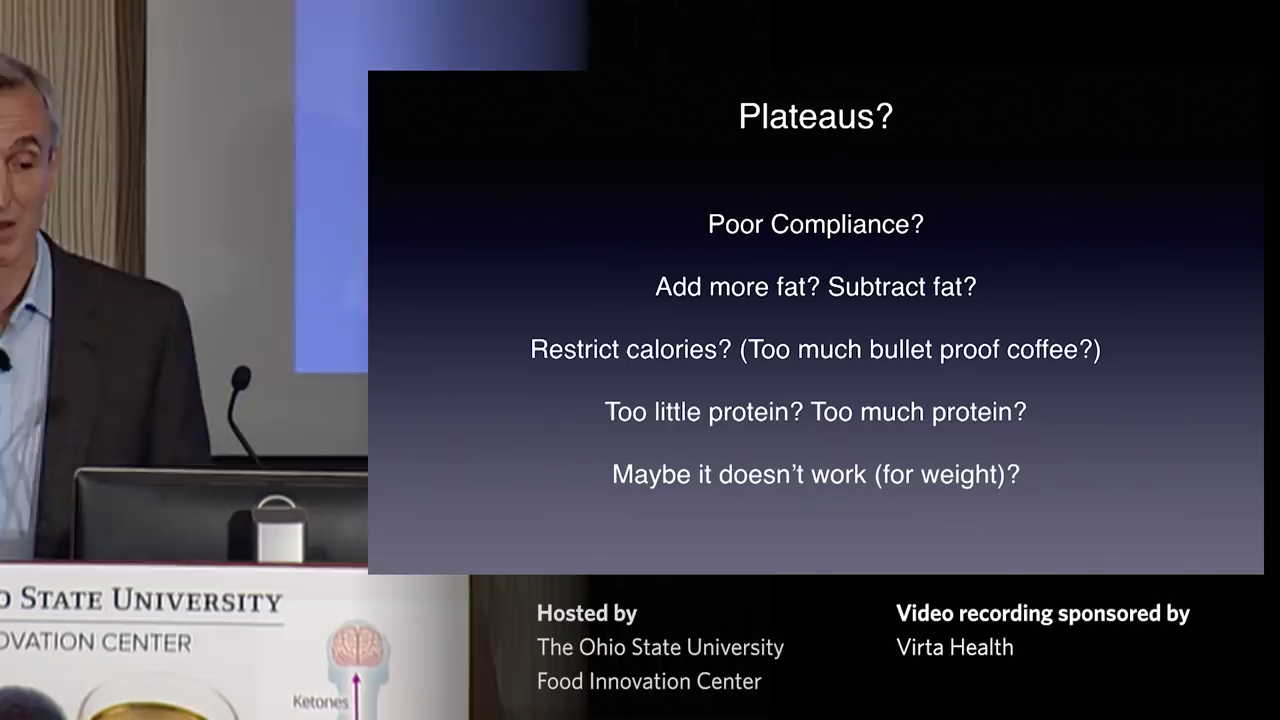 Plateaus?
Poor Compliance?
Add more fat? Subtract fat?
Restrict calories? (Too much bullet proof coffee?)
Too little protein? Too much protein?
Maybe it doesn't work (for weight)?
STATE UNIVERSITY
CENTER
Ketones
Hosted by
The Ohio State University
Food Innovation Center
Video recording sponsored by
Virta Health